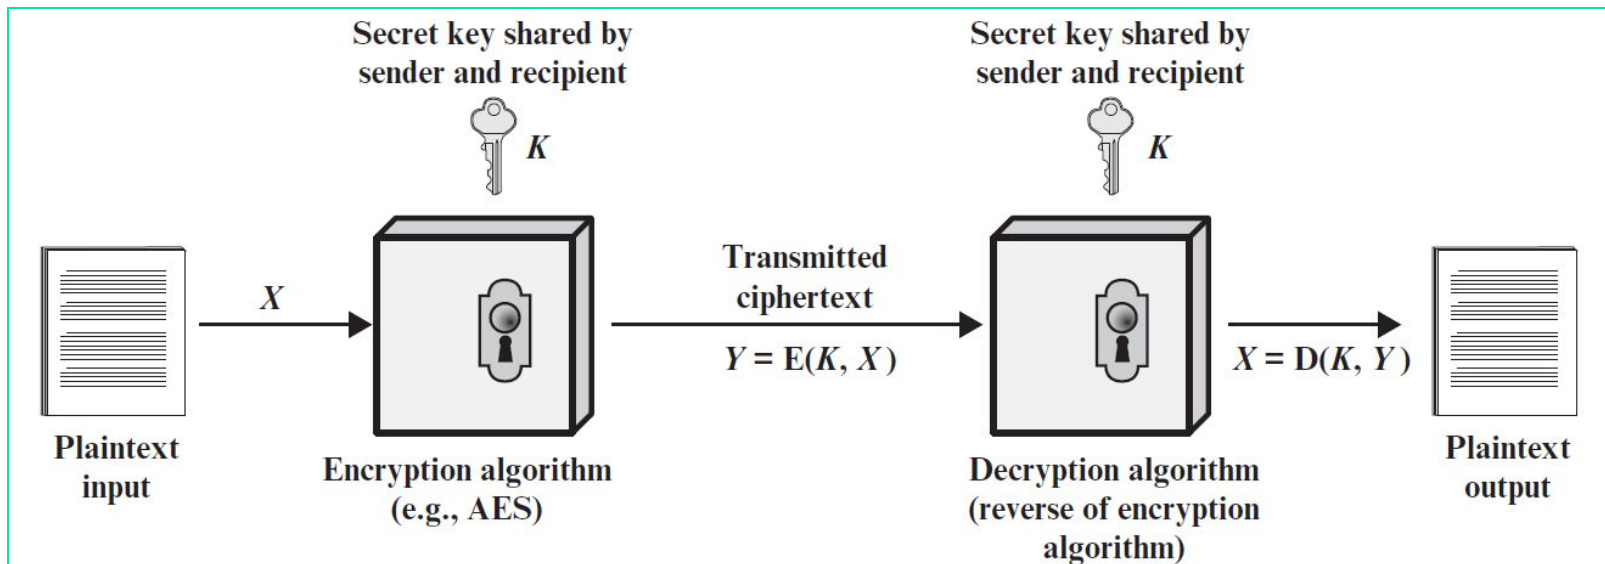 Secret key shared by
sender and recipient
K
Secret key shared by
sender and recipient
K
X
Transmitted
ciphertext
Y = E(K, X)
X = D(K, Y)
Plaintext
input
Encryption algorithm
(e.g., AES)
Decryption algorithm
(reverse of encryption
algorithm)
Plaintext
output